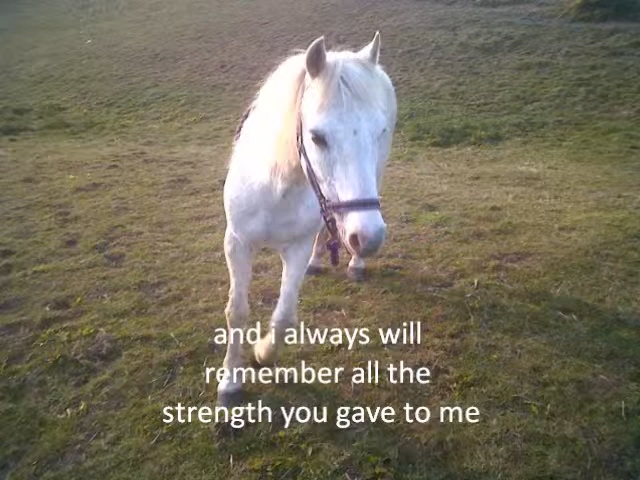 and i always will
remember all the
strength you gave to me